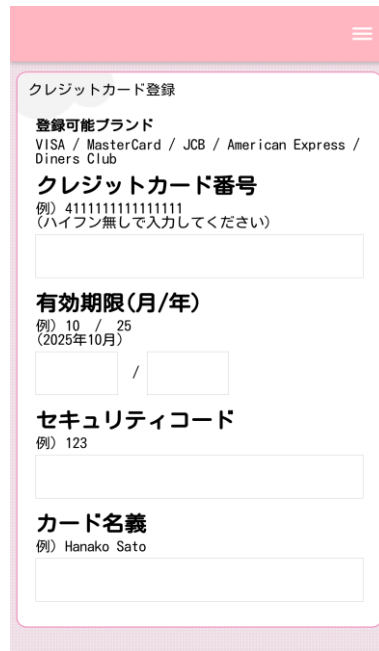 クレジットカード登録
登録可能ブランド
VISA / MasterCard / JCB / American Express /
Diners Club
クレジットカード番号
例）4111111111111111
（ハイフン無しで入力してください）
有効期限(月/年)
例）10 / 25
（2025年10月）
/
セキュリティコード
例）123
カード名義
例）Hanako Sato